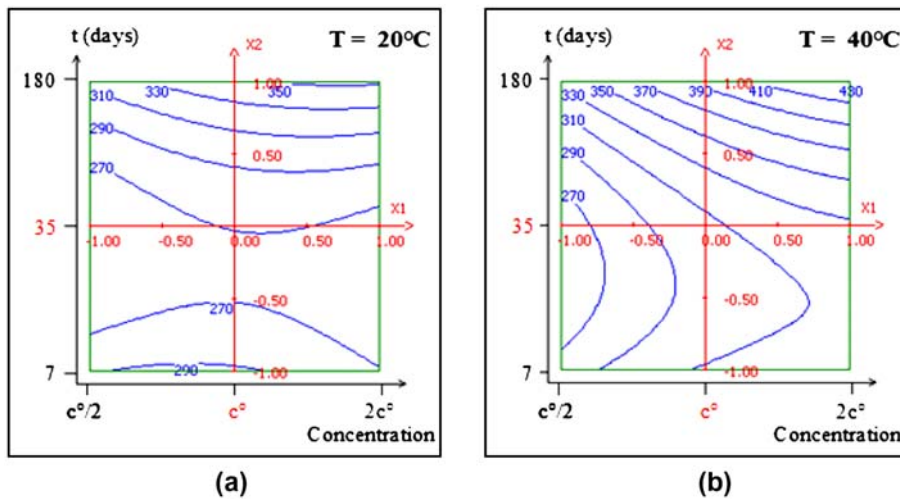 t (days)
X2
T = 20°C
180
1.00
310
330
350
290
0.50
270
X1
35
-1.00
-0.50
0.00
0.50
1.00
-0.50
270
290
-1.00
7
c°/2
c°
2c°
Concentration
(a)
t (days)
X2
T = 40°C
180
1.00
330
350
370
390
410
430
310
290
0.50
270
X1
35
-1.00
-0.50
0.00
0.50
1.00
-0.50
-1.00
7
c°/2
c°
2c°
Concentration
(b)